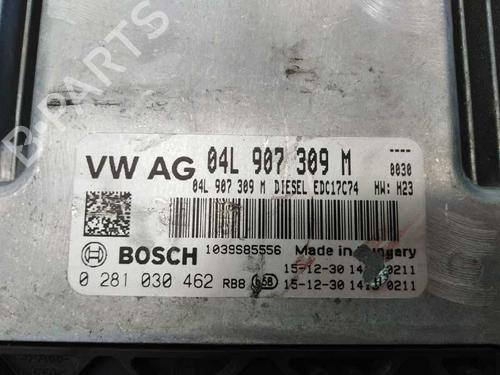 B-PARTS
VW AG 04L 907 309 M
0030
04L 907 309 M DIESEL EDC17C74 HW: H23
BOSCH 1039S85556 Made in Hungary
15-12-30 0211
0 281 030 462 RB8 15-12-30 0211